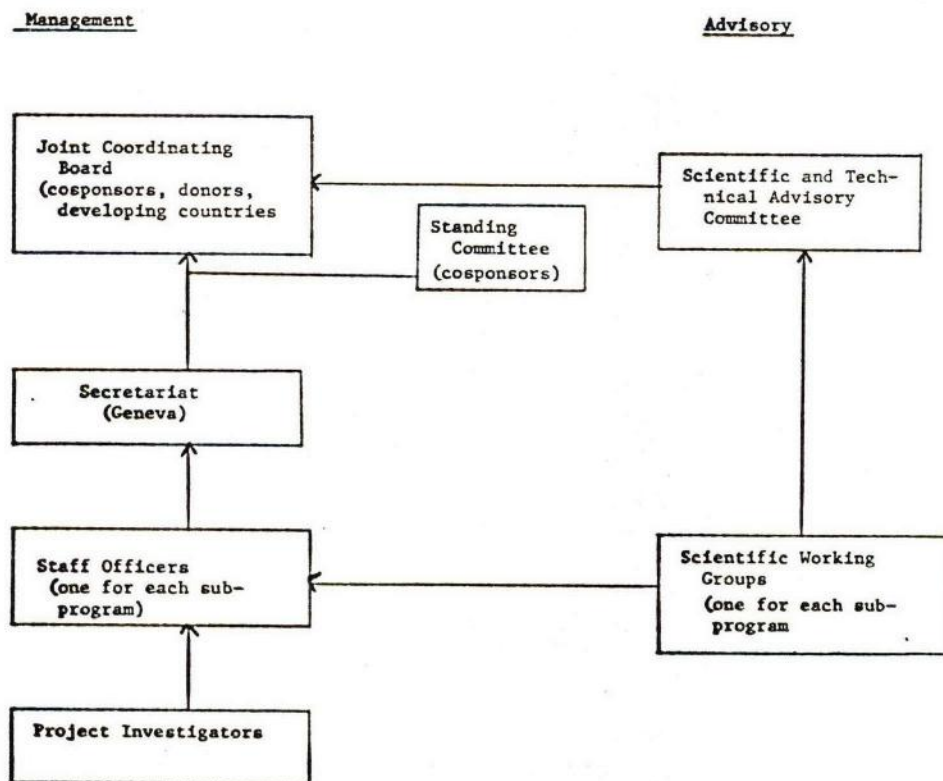 Management
Advisory
Joint Coordinating
Board
(cosponsors, donors,
developing countries
Scientific and Tech-
nical Advisory
Committee
Standing
Committee
(cosponsors)
Secretariat
(Geneva)
Staff Officers
(one for each sub-
program)
Scientific Working
Groups
(one for each sub-
program
Project Investigators